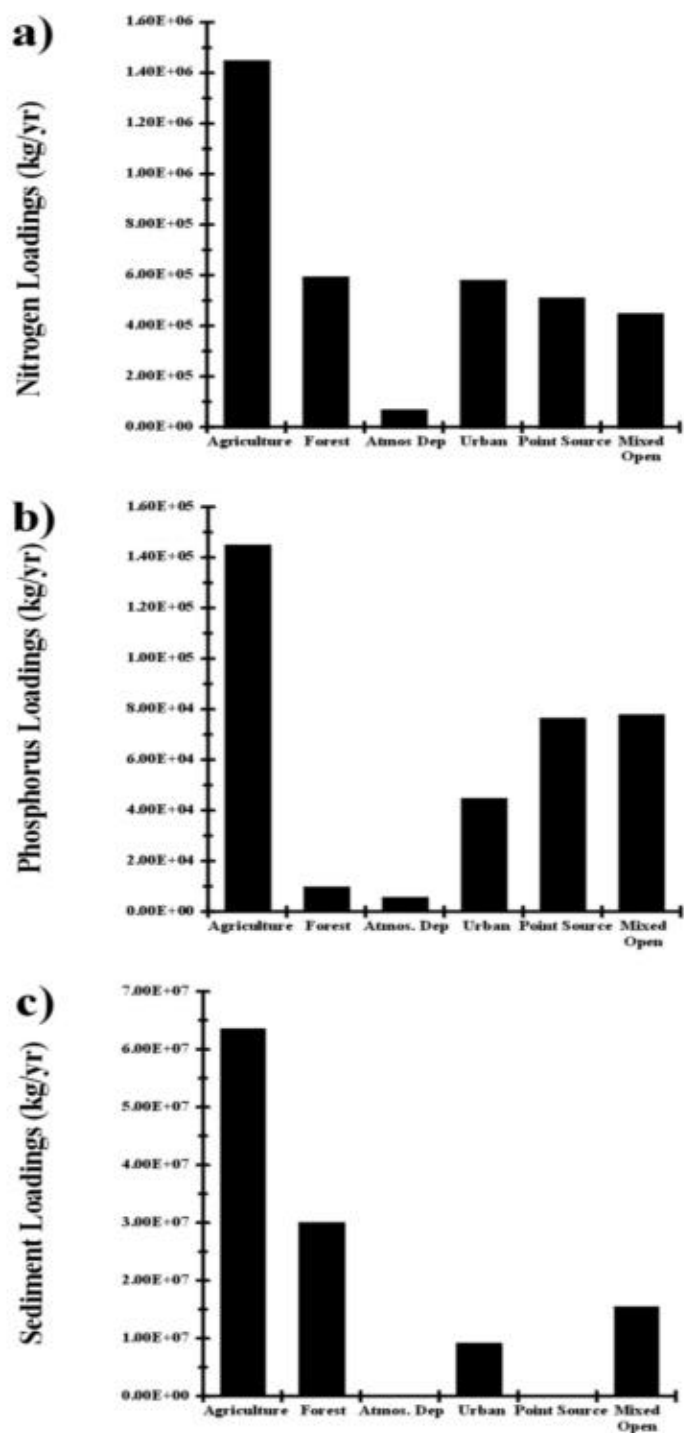 a)
Nitrogen Loadings (kg/yr)
1.60E+06
1.40E+06
1.20E+06
1.00E+06
8.00E+05
6.00E+05
4.00E+05
2.00E+05
0.00E+00
Agriculture Forest Atmos Dep Urban Point Source Mixed
Open
b)
Phosphorus Loadings (kg/yr)
1.60E+05
1.40E+05
1.20E+05
1.00E+05
8.00E+04
6.00E+04
4.00E+04
2.00E+04
0.00E+00
Agriculture Forest Atmos. Dep Urban Point Source Mixed
Open
c)
Sediment Loadings (kg/yr)
7.00E+07
6.00E+07
5.00E+07
4.00E+07
3.00E+07
2.00E+07
1.00E+07
0.00E+00
Agriculture Forest Atmos. Dep Urban Point Source Mixed
Open